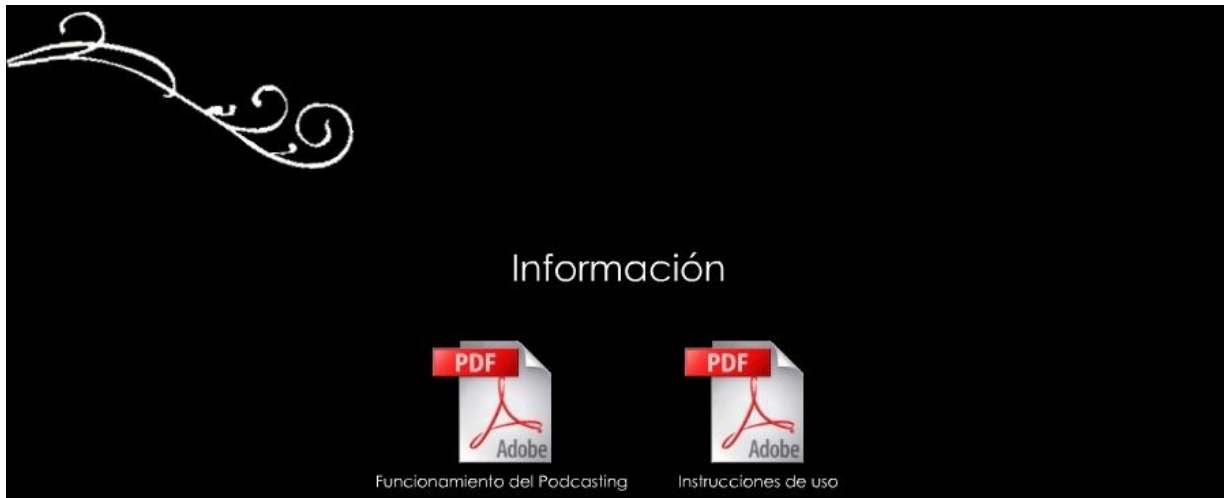 Información
PDF PDF
Adobe Adobe
Funcionamiento del Podcasting Instrucciones de uso